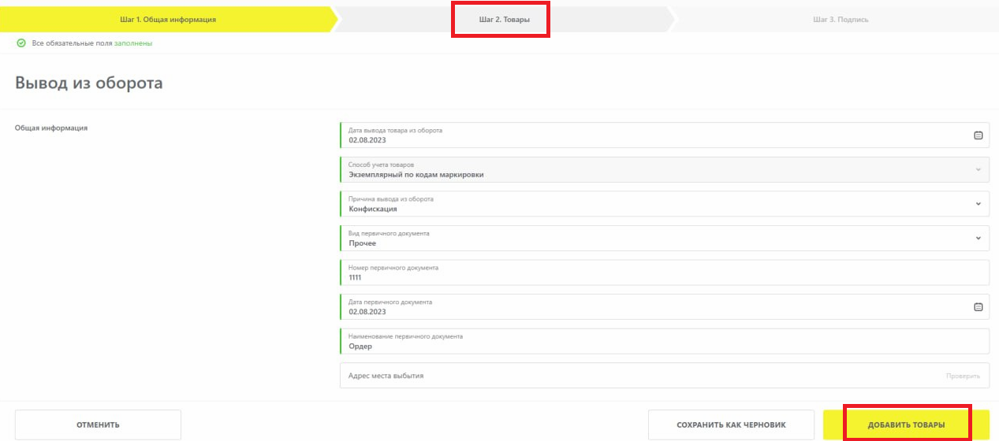 Шаг 1. Общая информация
Шаг 2. Товары
Шаг 3. Подпись
Все обязательные поля заполнены
Вывод из оборота
Общая информация
Дата вывода товара из оборота
02.08.2023
Способ учета товаров
Экземплярный по кодам маркировки
Причина вывода из оборота
Конфискация
Вид первичного документа
Прочее
Номер первичного документа
1111
Дата первичного документа
02.08.2023
Наименование первичного документа
Ордер
Адрес места выбытия
Проверить
ОТМЕНИТЬ
СОХРАНИТЬ КАК ЧЕРНОВИК
ДОБАВИТЬ ТОВАРЫ